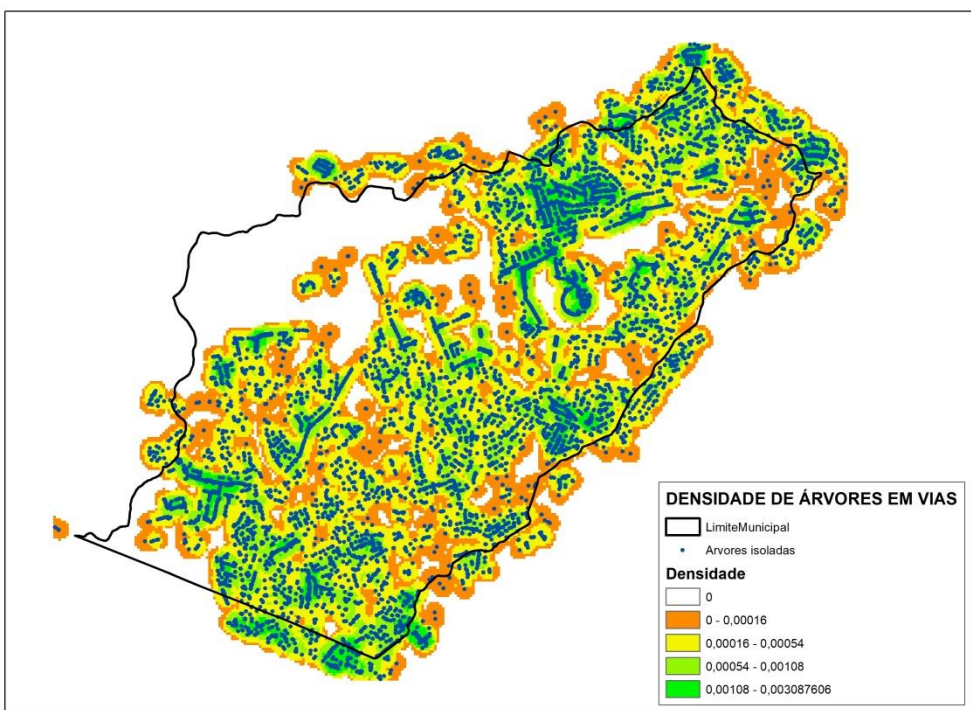 DENSIDADE DE ÁRVORES EM VIAS
LimiteMunicipal
Arvores isoladas
Densidade
0
0 - 0,00016
0,00016 - 0,00054
0,00054 - 0,00108
0,00108 - 0,003087606